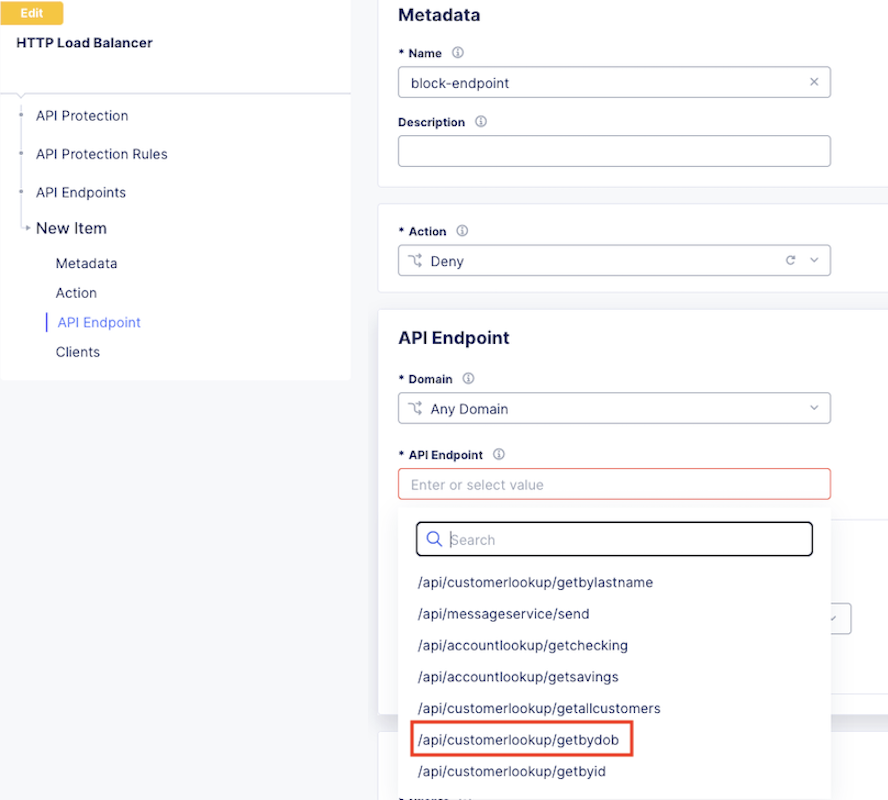 Edit
HTTP Load Balancer
API Protection
API Protection Rules
API Endpoints
New Item
Metadata
Action
API Endpoint
Clients
Metadata
* Name
block-endpoint
Description
* Action
Deny
API Endpoint
* Domain
Any Domain
* API Endpoint
Enter or select value
Search
/api/customerlookup/getbylastname
/api/messageservice/send
/api/accountlookup/getchecking
/api/accountlookup/getsavings
/api/customerlookup/getallcustomers
/api/customerlookup/getbydob
/api/customerlookup/getbyid